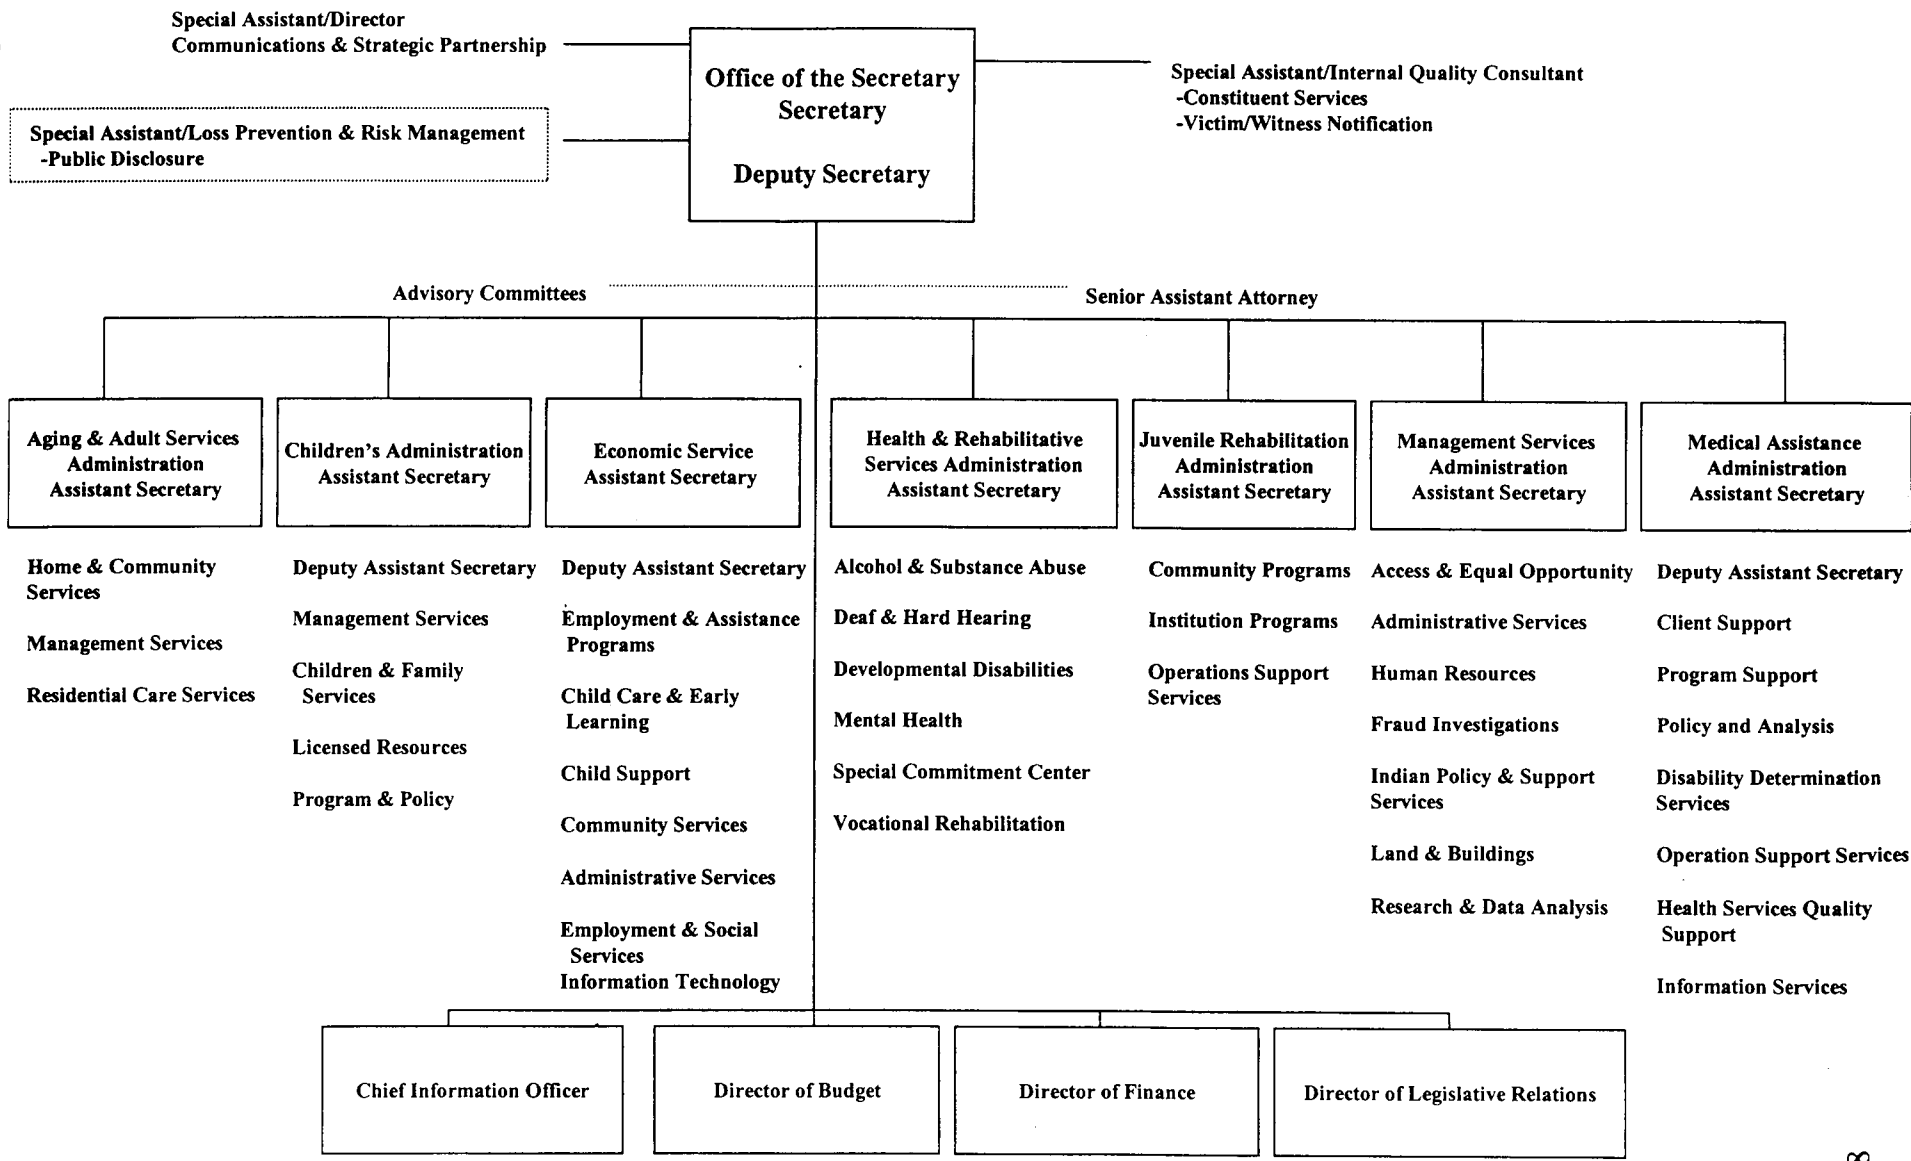 Special Assistant/Director
Communications & Strategic Partnership
Office of the Secretary
Secretary
Deputy Secretary
Special Assistant/Internal Quality Consultant
-Constituent Services
-Victim/Witness Notification
Special Assistant/Loss Prevention & Risk Management
-Public Disclosure
Advisory Committees
Senior Assistant Attorney
Aging & Adult Services
Administration
Assistant Secretary
Home & Community
Services
Management Services
Residential Care Services
Children's Administration
Assistant Secretary
Deputy Assistant Secretary
Management Services
Children & Family
Services
Licensed Resources
Program & Policy
Economic Service
Assistant Secretary
Deputy Assistant Secretary
Employment & Assistance
Programs
Child Care & Early
Learning
Child Support
Community Services
Administrative Services
Employment & Social
Services
Information Technology
Health & Rehabilitative
Services Administration
Assistant Secretary
Alcohol & Substance Abuse
Deaf & Hard Hearing
Developmental Disabilities
Mental Health
Special Commitment Center
Vocational Rehabilitation
Juvenile Rehabilitation
Administration
Assistant Secretary
Community Programs
Institution Programs
Operations Support
Services
Management Services
Administration
Assistant Secretary
Access & Equal Opportunity
Administrative Services
Human Resources
Fraud Investigations
Indian Policy & Support
Services
Land & Buildings
Research & Data Analysis
Medical Assistance
Administration
Assistant Secretary
Deputy Assistant Secretary
Client Support
Program Support
Policy and Analysis
Disability Determination
Services
Operation Support Services
Health Services Quality
Support
Information Services
Chief Information Officer
Director of Budget
Director of Finance
Director of Legislative Relations
8